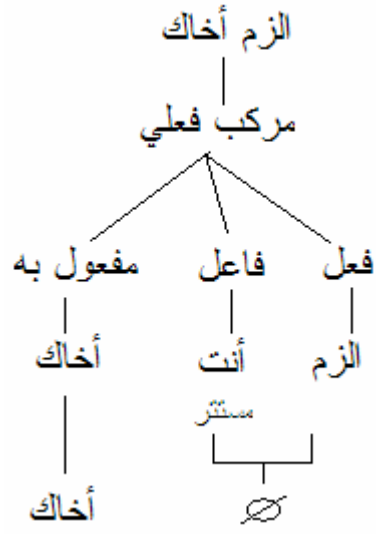 الزم أخاك
مركب فعلي
فعل فاعل مفعول به
الزم أنت أخاك
مستتر
∅ أخاك